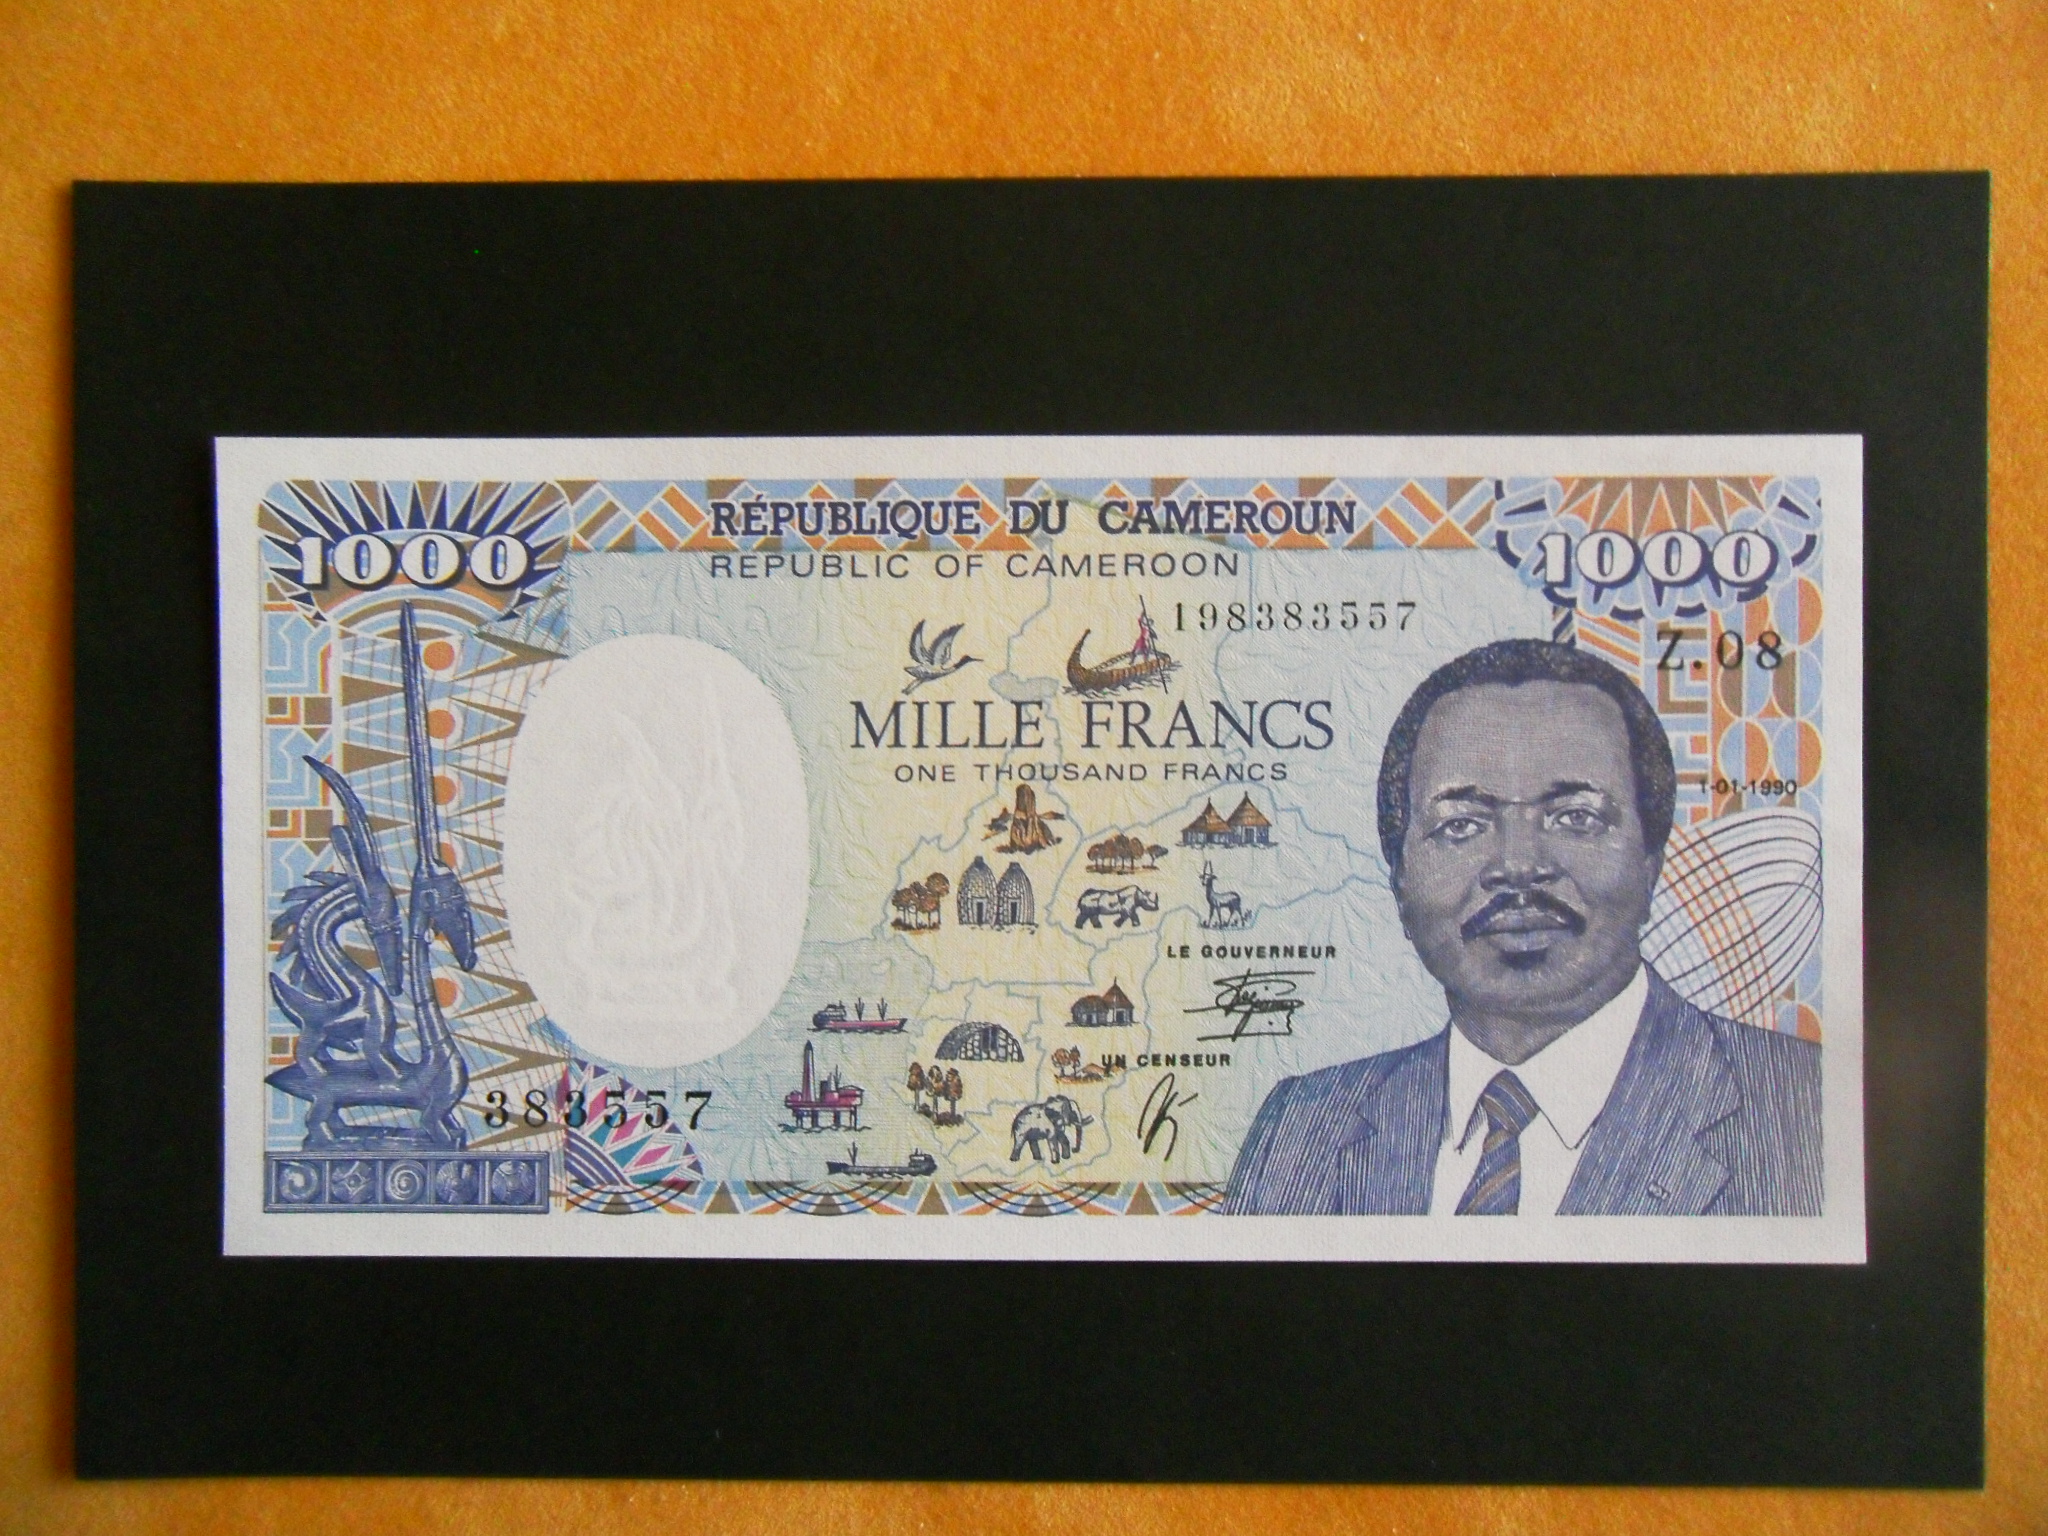 1000
RÉPUBLIQUE DU CAMEROUN
REPUBLIC OF CAMEROON
1000
198383557
Z.08
MILLE FRANCS
ONE THOUSAND FRANCS
1-01-1990
LE GOUVERNEUR
UN CENSEUR
383557